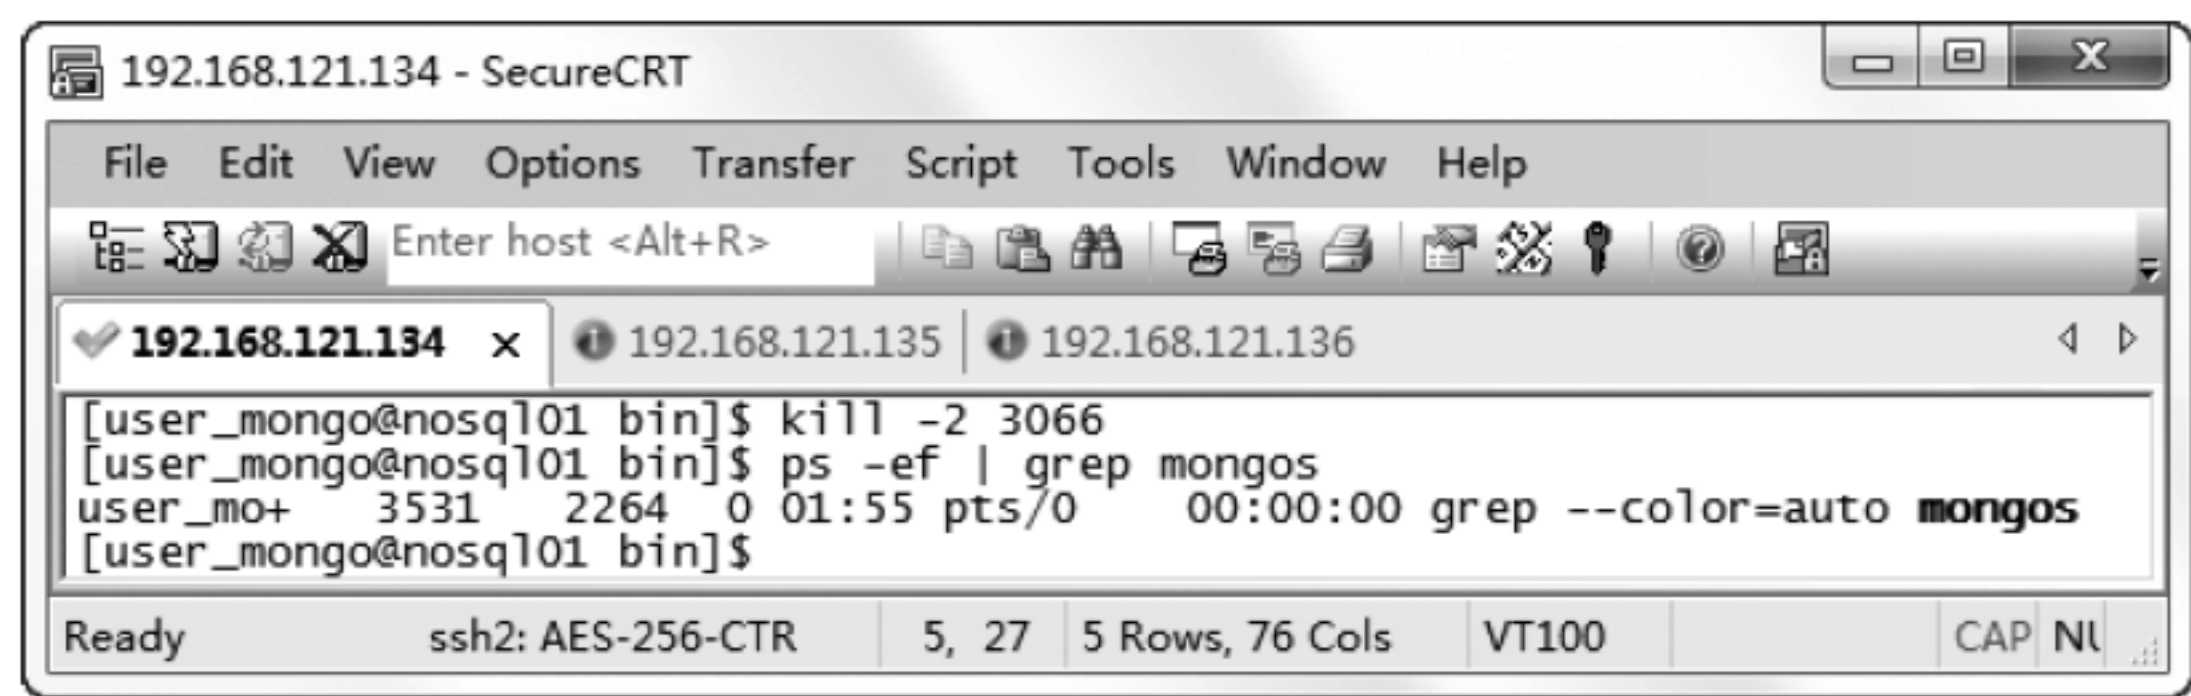 192.168.121.134 - SecureCRT
File Edit View Options Transfer Script Tools Window Help
Enter host <Alt+R>
192.168.121.134 x 192.168.121.135 192.168.121.136
[user_mongo@nosql01 bin]$ kill -2 3066
[user_mongo@nosql01 bin]$ ps -ef | grep mongos
user_mo+   3531   2264  0 01:55 pts/0    00:00:00 grep --color=auto mongos
[user_mongo@nosql01 bin]$
Ready ssh2: AES-256-CTR 5, 27 5 Rows, 76 Cols VT100 CAP